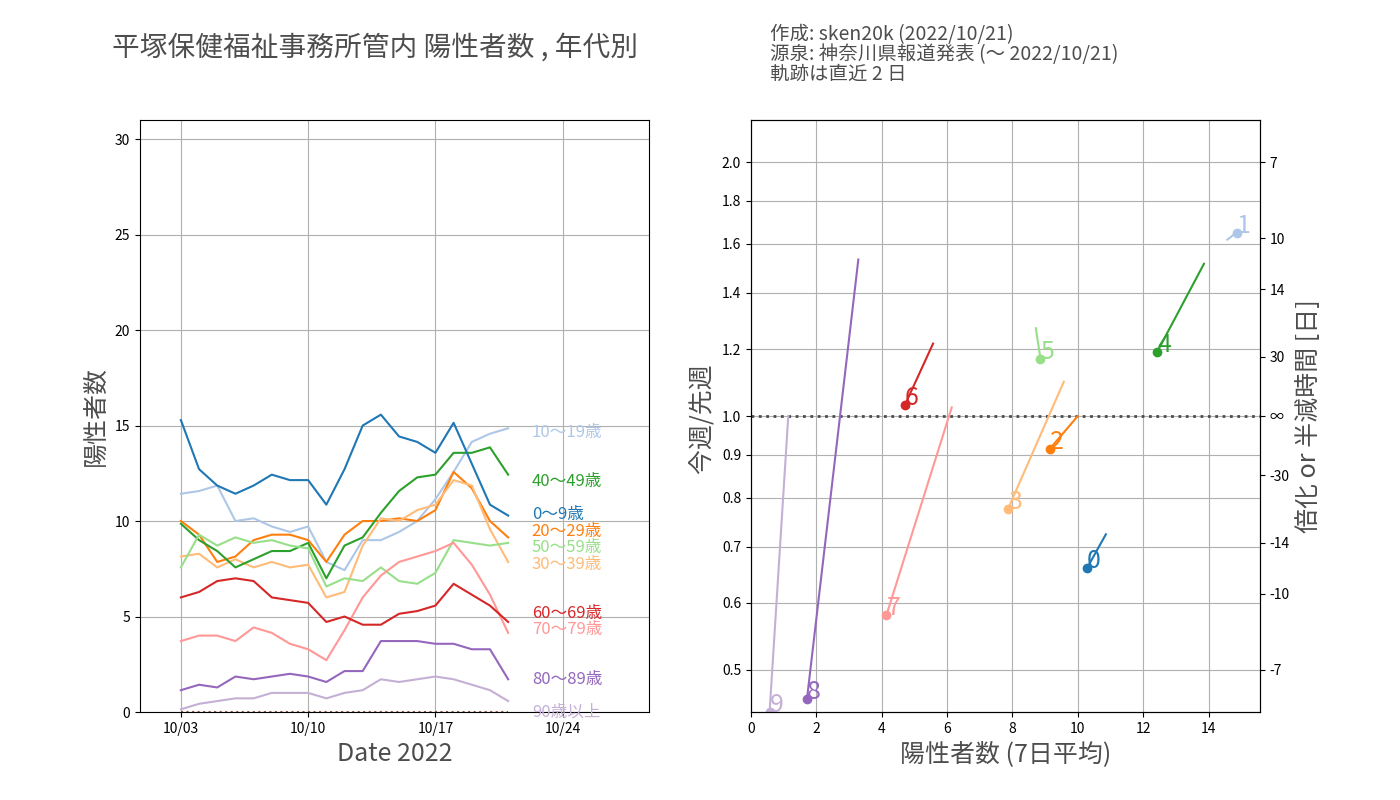 平塚保健福祉事務所管内 陽性者数 , 年代別
作成: sken20k (2022/10/21)
源泉: 神奈川県報道発表 (〜 2022/10/21)
軌跡は直近 2 日
陽性者数
30
25
20
15
10
5
0
10/03
10/10
10/17
10/24
Date 2022
10〜19歳
40〜49歳
0〜9歳
20〜29歳
50〜59歳
30〜39歳
60〜69歳
70〜79歳
80〜89歳
90歳以上
今週/先週
2.0
1.8
1.6
1.4
1.2
1.0
0.9
0.8
0.7
0.6
0.5
0
2
4
6
8
10
12
14
陽性者数 (7日平均)
1
4
5
6
2
3
0
7
8
9
7
10
14
30
∞
-30
-14
-10
-7
倍化 or 半減時間 [日]